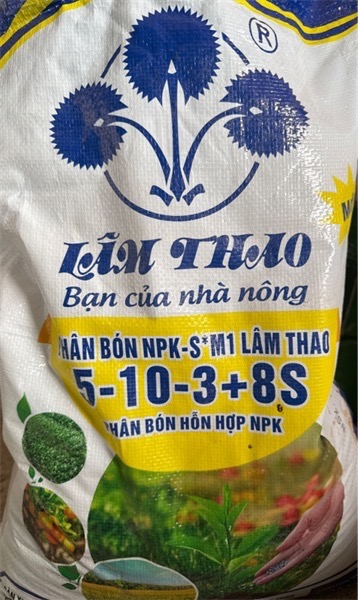 ®
LÂM THAO
Bạn của nhà nông
PHÂN BÓN NPK-S*M1 LÂM THAO
5-10-3+8S
PHÂN BÓN HỖN HỢP NPK